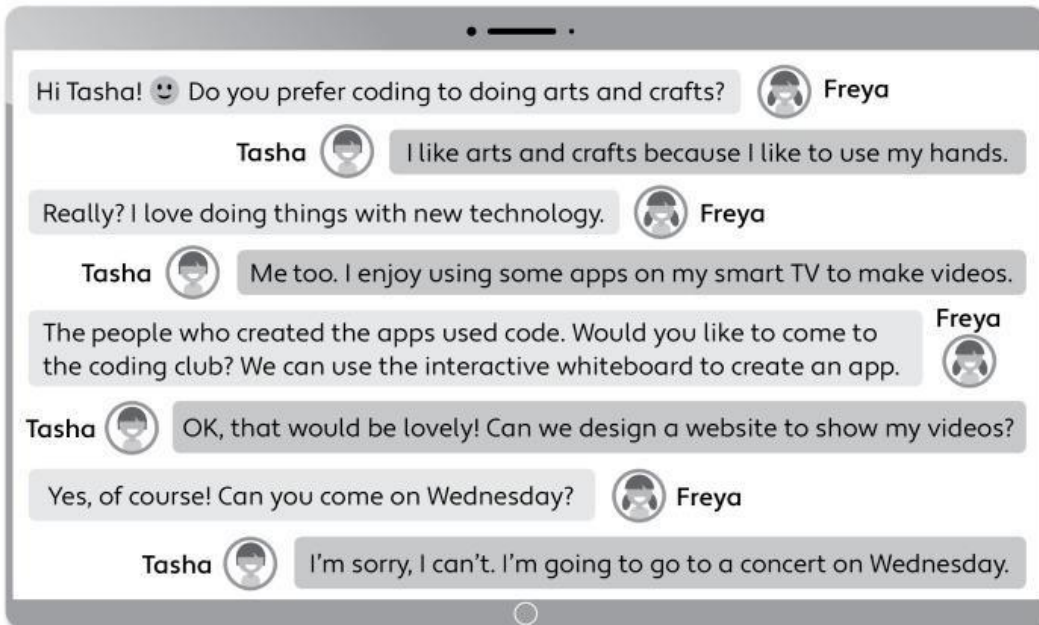 Hi Tasha! 🙂 Do you prefer coding to doing arts and crafts?
Freya
Tasha
I like arts and crafts because I like to use my hands.
Really? I love doing things with new technology.
Freya
Tasha
Me too. I enjoy using some apps on my smart TV to make videos.
Freya
The people who created the apps used code. Would you like to come to
the coding club? We can use the interactive whiteboard to create an app.
Tasha
OK, that would be lovely! Can we design a website to show my videos?
Yes, of course! Can you come on Wednesday?
Freya
Tasha
I'm sorry, I can't. I'm going to go to a concert on Wednesday.